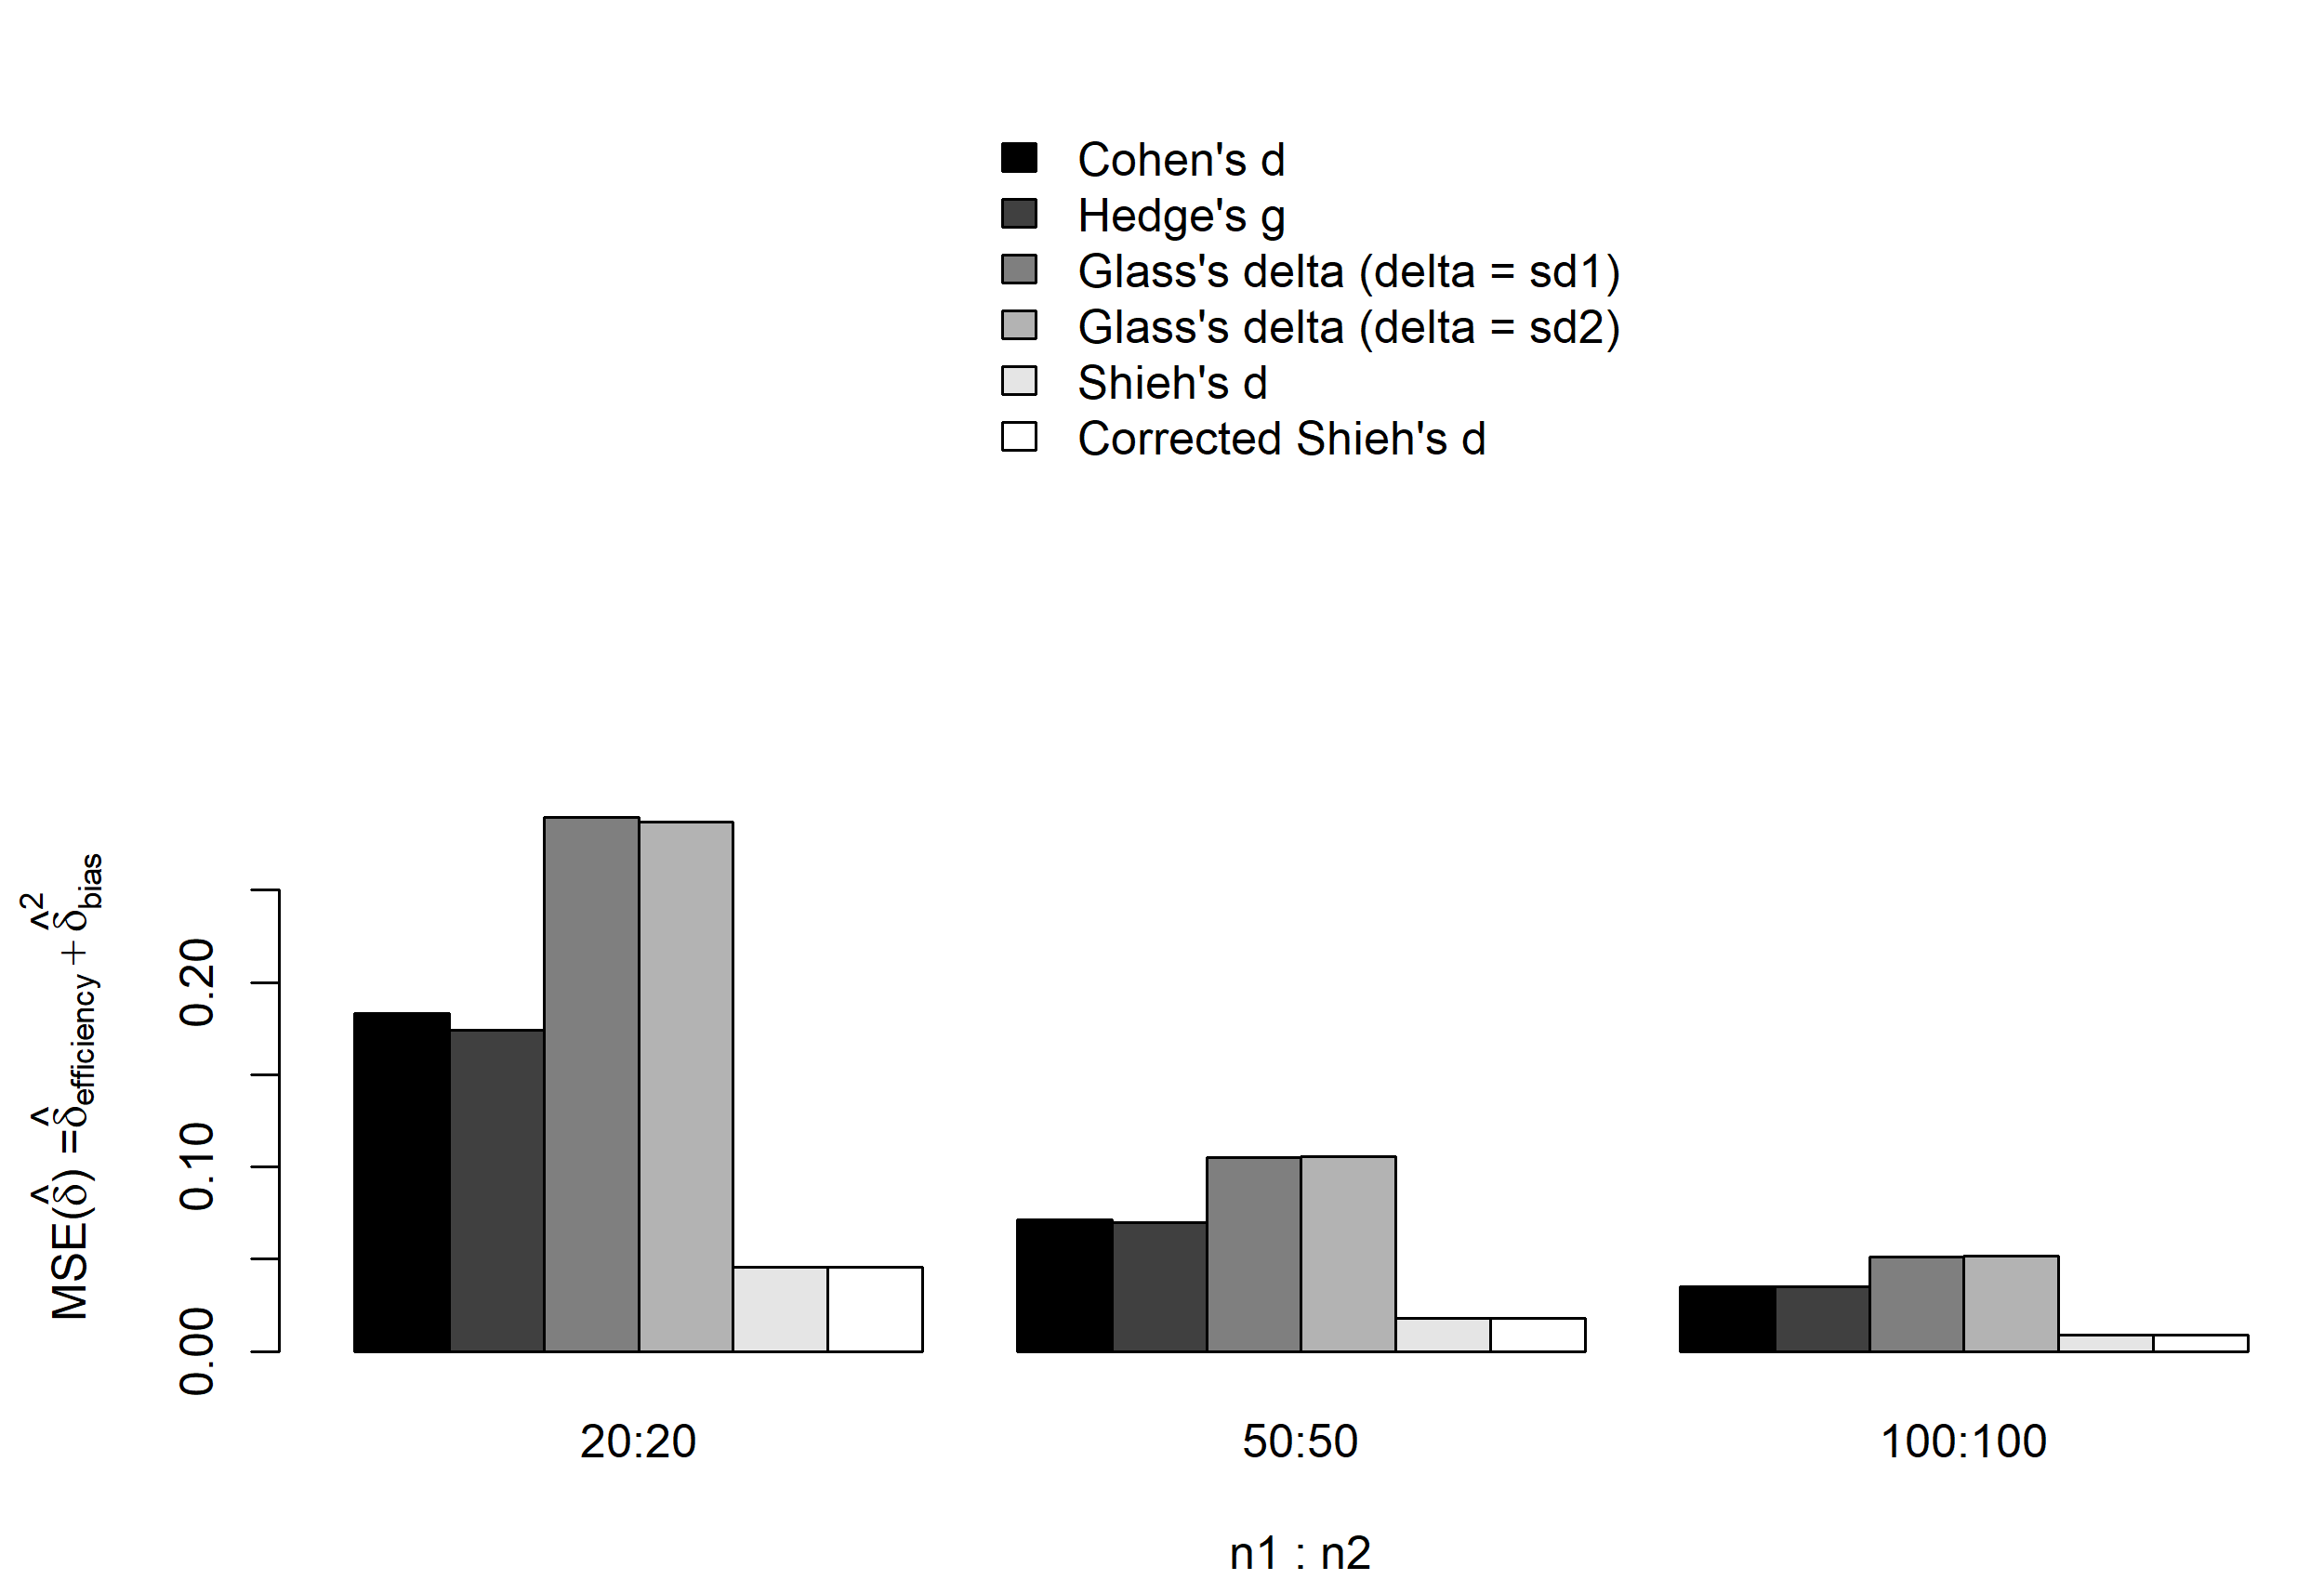 Cohen's d
Hedge's g
Glass's delta (delta = sd1)
Glass's delta (delta = sd2)
Shieh's d
Corrected Shieh's d
MSE(δ̂) =δ̂efficiency+δ̂²bias
0.20
0.10
0.00
20:20
50:50
100:100
n1 : n2